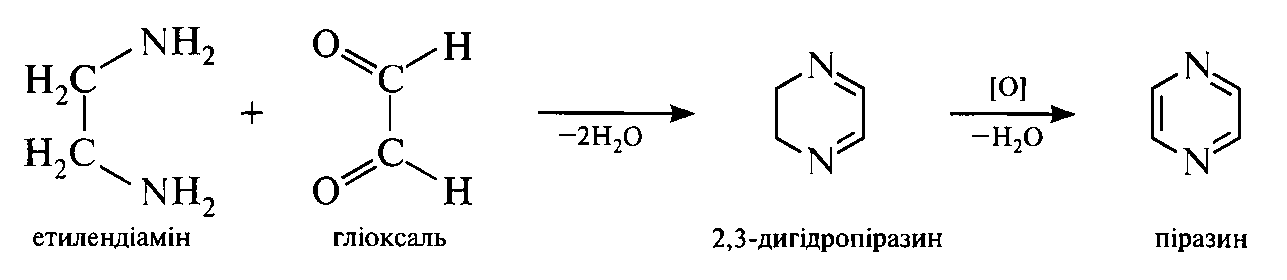 NH2 O H
H2C C [O]
+ N N
−2H2O −H2O
H2C C N N
NH2 O H
етилендіамін гліоксаль 2,3-дигідропіразин піразин